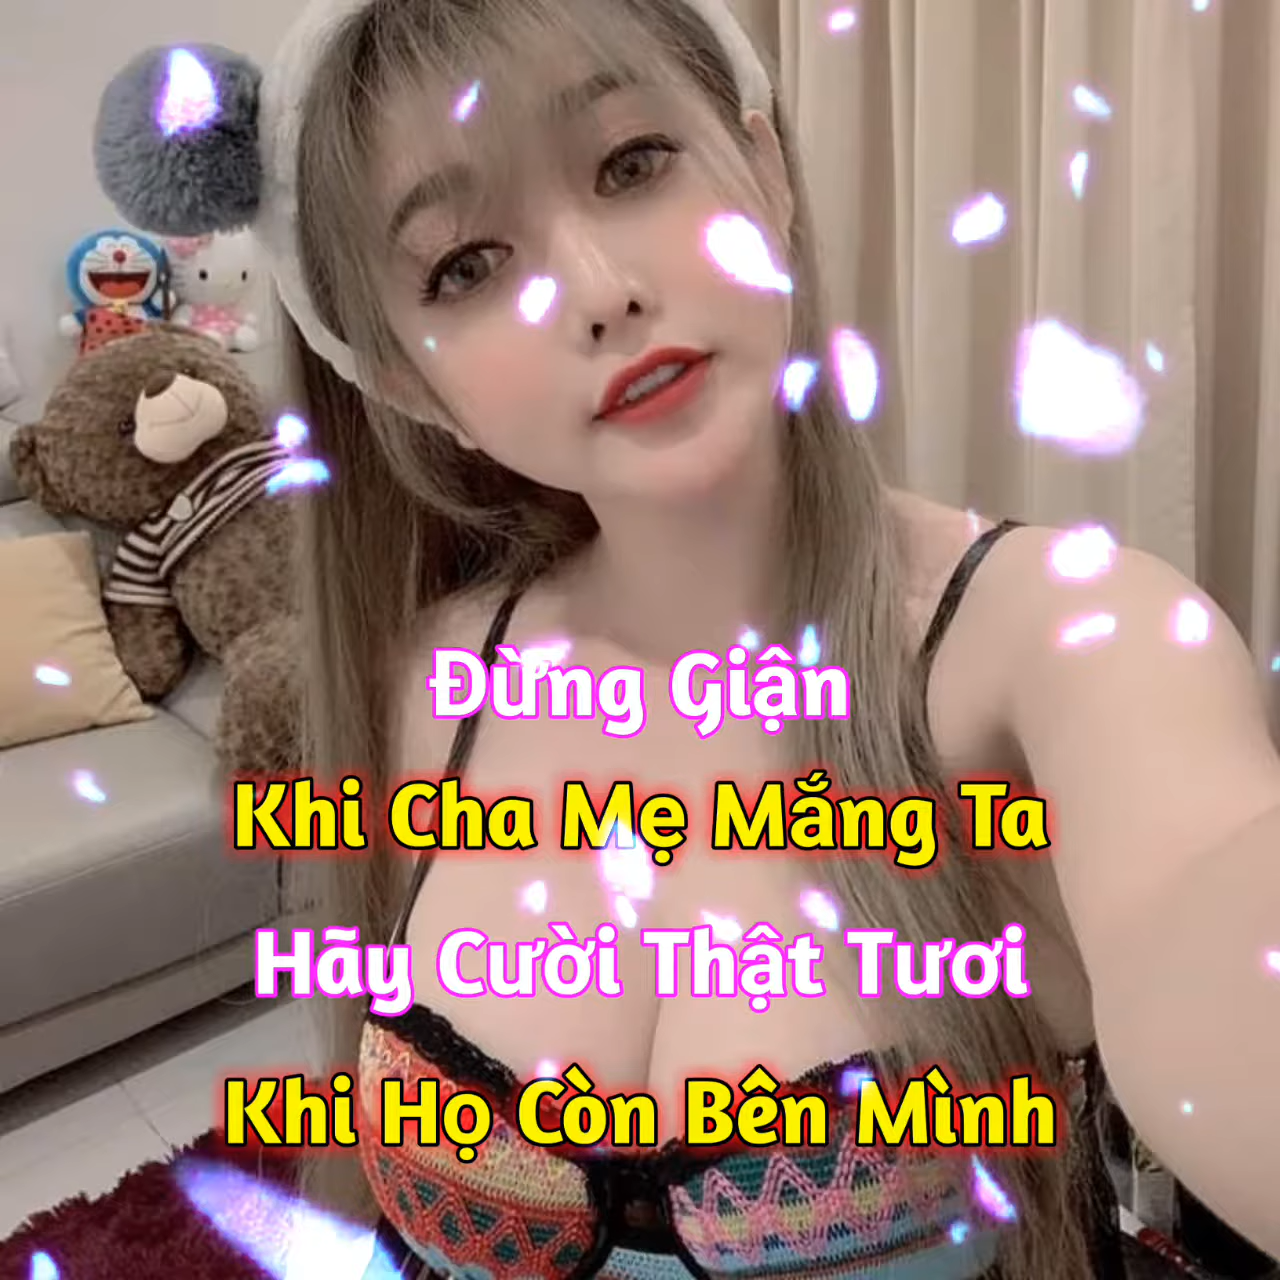 Đừng Giận
Khi Cha Mẹ Mắng Ta
Hãy Cười Thật Tươi
Khi Họ Còn Bên Mình